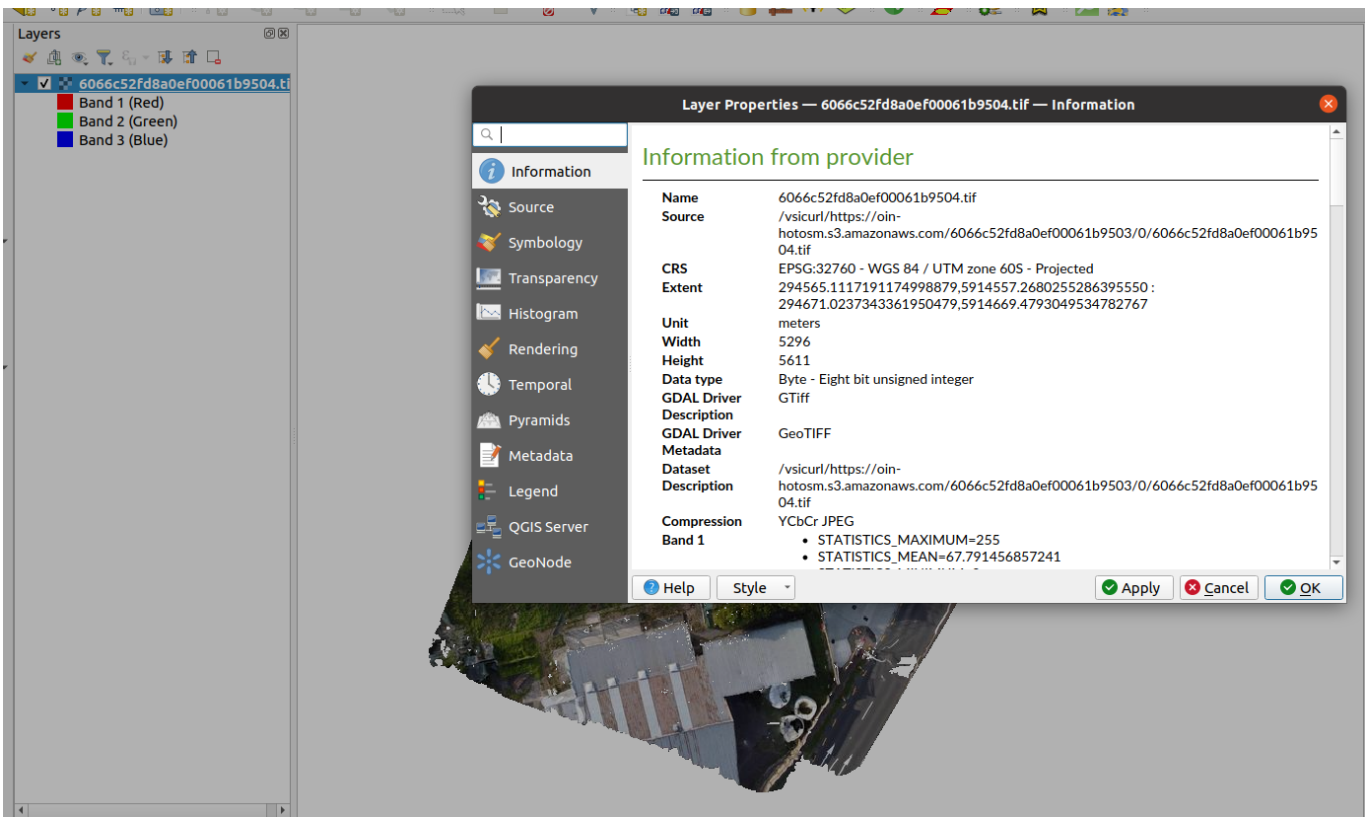 Layers
6066c52fd8a0ef00061b9504.ti
Band 1 (Red)
Band 2 (Green)
Band 3 (Blue)
Layer Properties — 6066c52fd8a0ef00061b9504.tif — Information
Information
Source
Symbology
Transparency
Histogram
Rendering
Temporal
Pyramids
Metadata
Legend
QGIS Server
GeoNode
Information from provider
Name 6066c52fd8a0ef00061b9504.tif
Source /vsicurl/https://oin-
hotosm.s3.amazonaws.com/6066c52fd8a0ef00061b9503/0/6066c52fd8a0ef00061b95
04.tif
CRS EPSG:32760 - WGS 84 / UTM zone 60S - Projected
Extent 294565.1117191174998879,5914557.2680255286395550 :
294671.0237343361950479,5914669.4793049534782767
Unit meters
Width 5296
Height 5611
Data type Byte - Eight bit unsigned integer
GDAL Driver GTiff
Description
GDAL Driver GeoTIFF
Metadata
Dataset /vsicurl/https://oin-
Description hotosm.s3.amazonaws.com/6066c52fd8a0ef00061b9503/0/6066c52fd8a0ef00061b95
04.tif
Compression YCbCr JPEG
Band 1 • STATISTICS_MAXIMUM=255
• STATISTICS_MEAN=67.791456857241
Help Style Apply Cancel OK